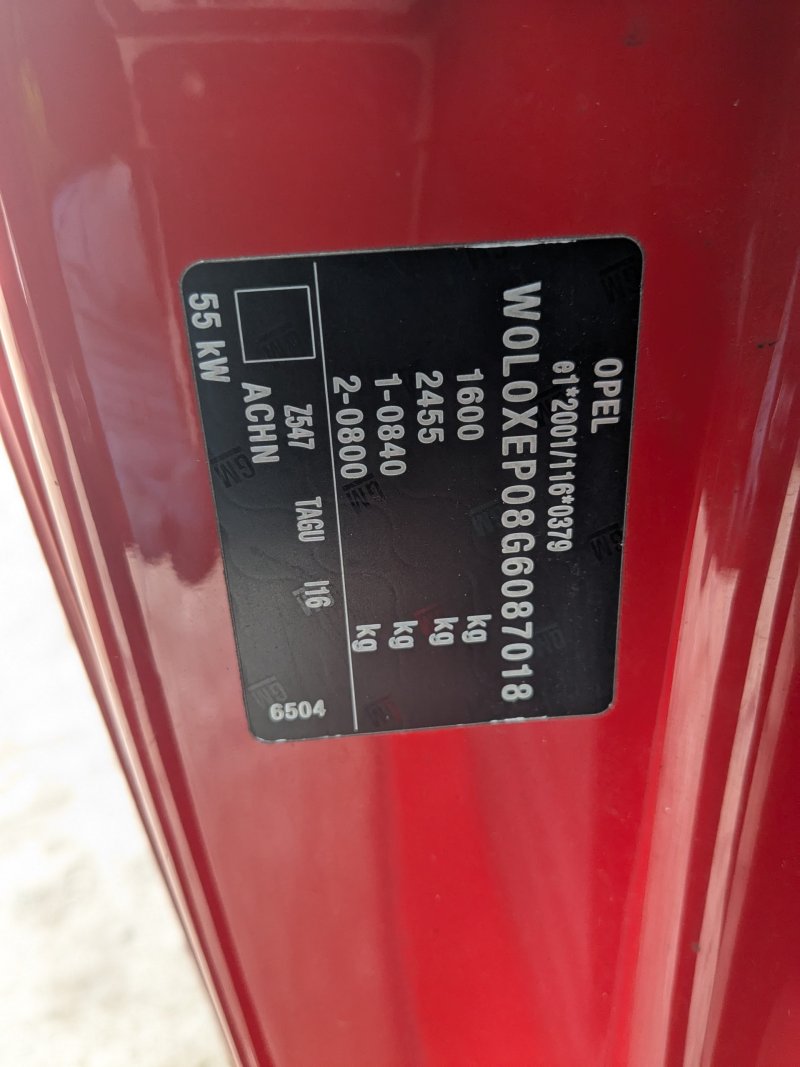 OPEL
e1*2001/116*0379
W0L0XEP08G6087018
1600 kg
2455 kg
1-0840 kg
2-0800 kg
Z547 TAGU I16
ACHN 6504
55 kW